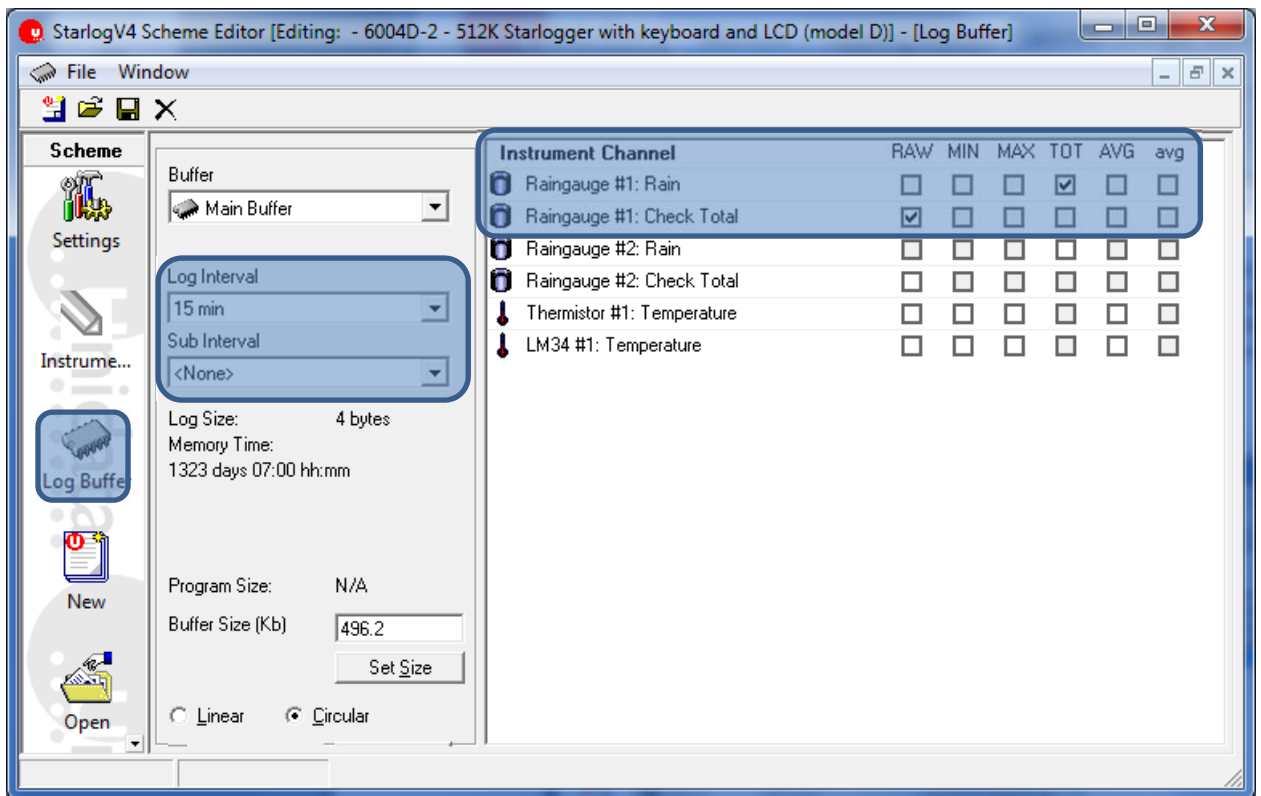 StarlogV4 Scheme Editor [Editing: - 6004D-2 - 512K Starlogger with keyboard and LCD (model D)] - [Log Buffer]
File Window
Scheme
Settings
Instrume...
Log Buffe
New
Open
Buffer
Main Buffer
Log Interval
15 min
Sub Interval
<None>
Log Size: 4 bytes
Memory Time:
1323 days 07:00 hh:mm
Program Size: N/A
Buffer Size (Kb) 496.2
Set Size
Linear Circular
Instrument Channel RAW MIN MAX TOT AVG avg
Raingauge #1: Rain
Raingauge #1: Check Total
Raingauge #2: Rain
Raingauge #2: Check Total
Thermistor #1: Temperature
LM34 #1: Temperature